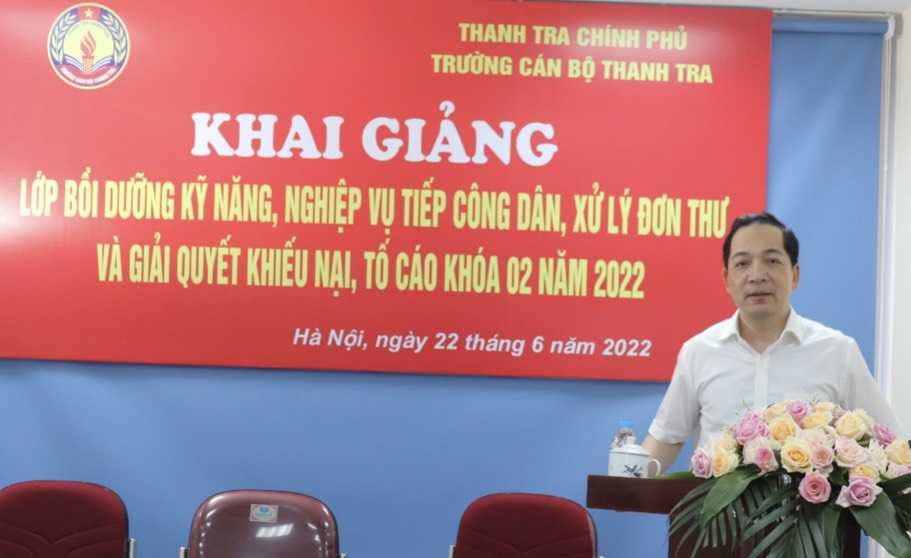 THANH TRA CHÍNH PHỦ
TRƯỜNG CÁN BỘ THANH TRA
KHAI GIẢNG
LỚP BỒI DƯỠNG KỸ NĂNG, NGHIỆP VỤ TIẾP CÔNG DÂN, XỬ LÝ ĐƠN THƯ
VÀ GIẢI QUYẾT KHIẾU NẠI, TỐ CÁO KHÓA 02 NĂM 2022
Hà Nội, ngày 22 tháng 6 năm 2022